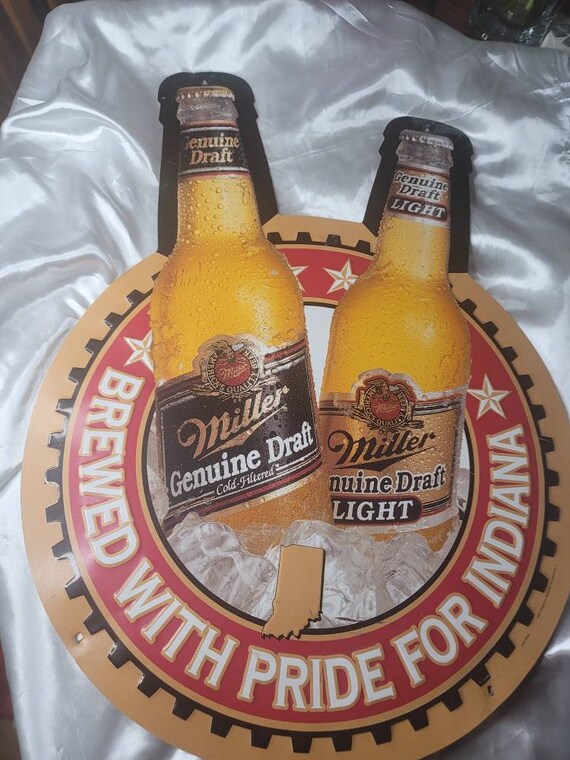 Genuine
Draft
Genuine
Draft
LIGHT
Miller
Genuine Draft
Cold-Filtered
Miller
nuine Draft
LIGHT
BREWED WITH PRIDE FOR INDIANA